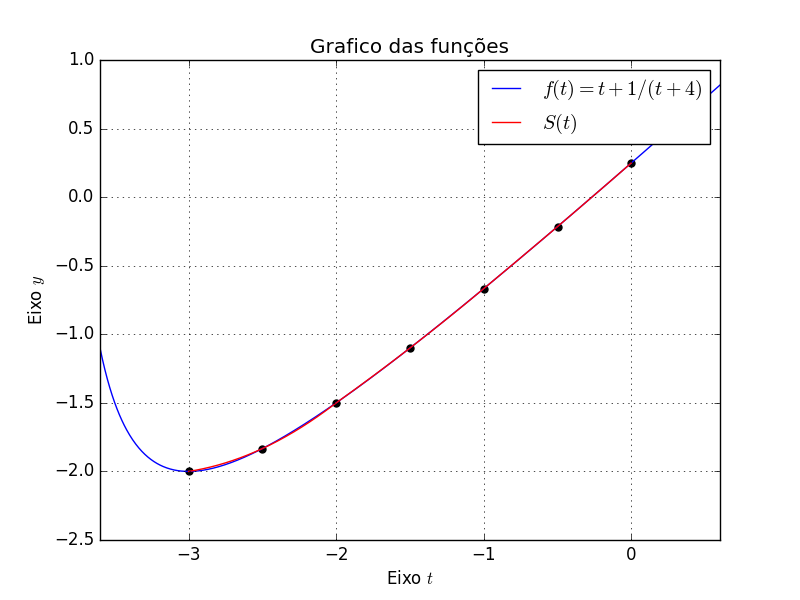 Grafico das funções
f(t) = t + 1/(t + 4)
S(t)
1.0
0.5
0.0
−0.5
−1.0
−1.5
−2.0
−2.5
Eixo y
−3 −2 −1 0
Eixo t